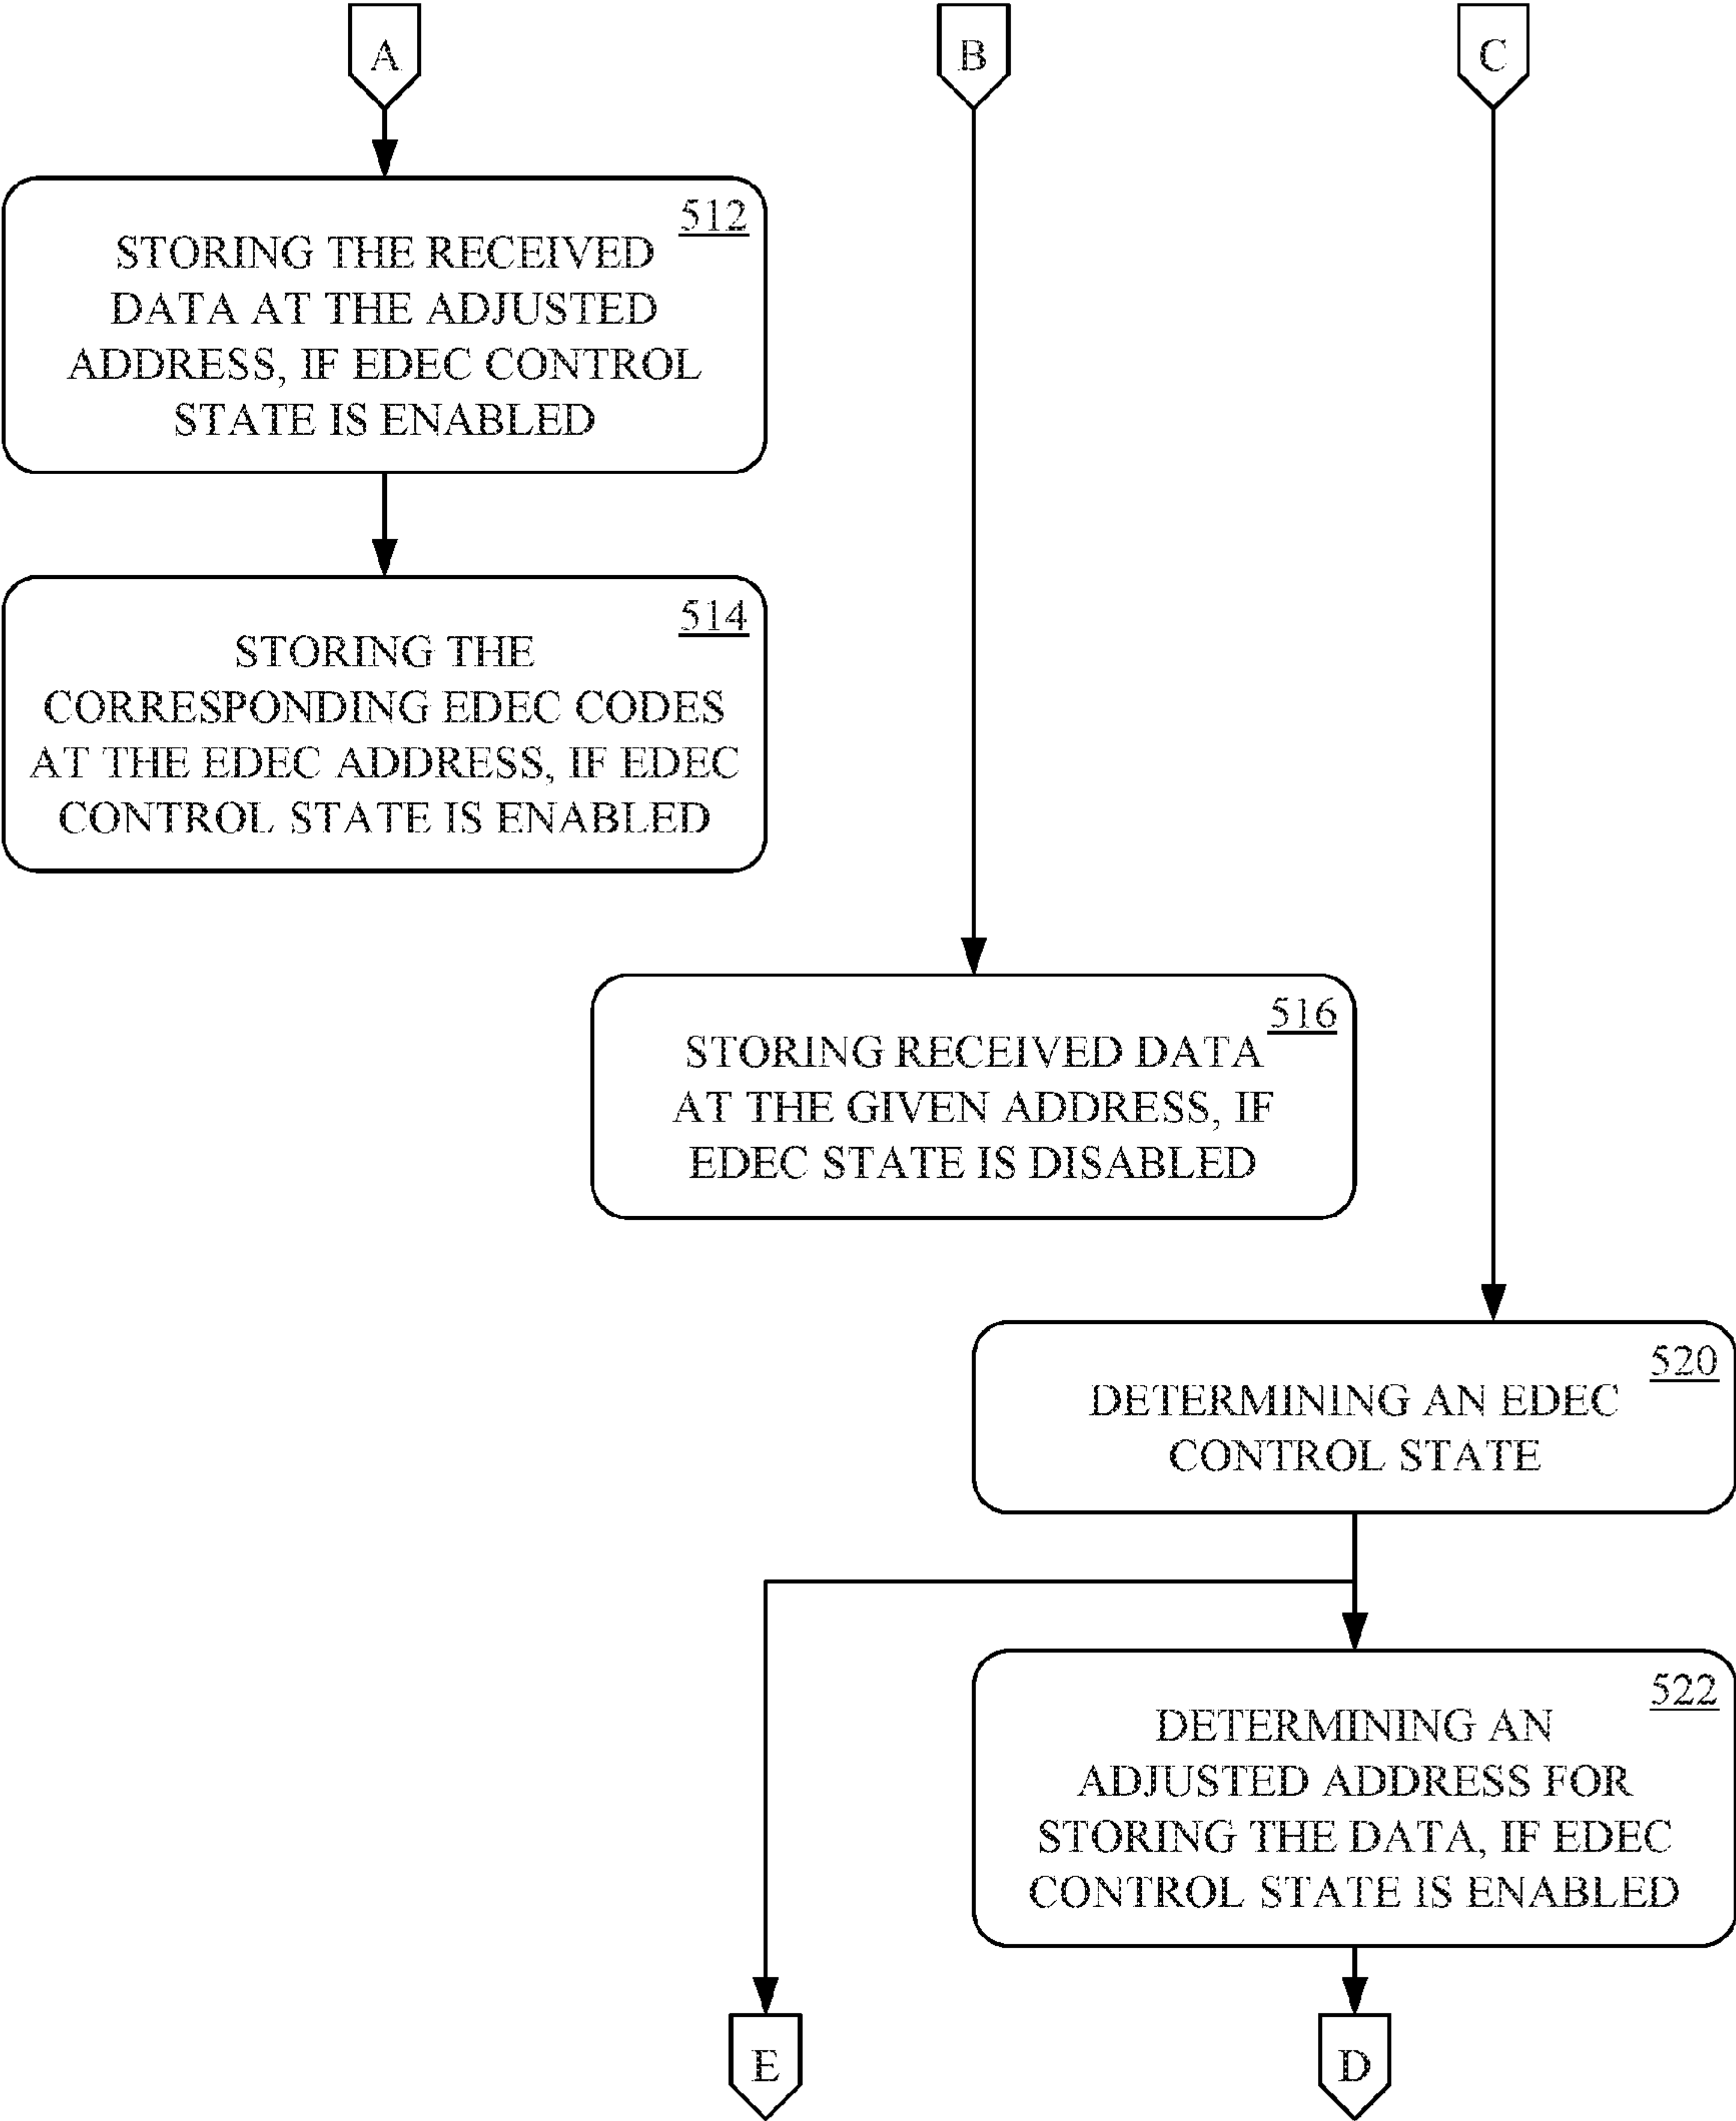 A
B
C
512
STORING THE RECEIVED
DATA AT THE ADJUSTED
ADDRESS, IF EDEC CONTROL
STATE IS ENABLED
514
STORING THE
CORRESPONDING EDEC CODES
AT THE EDEC ADDRESS, IF EDEC
CONTROL STATE IS ENABLED
516
STORING RECEIVED DATA
AT THE GIVEN ADDRESS, IF
EDEC STATE IS DISABLED
520
DETERMINING AN EDEC
CONTROL STATE
522
DETERMINING AN
ADJUSTED ADDRESS FOR
STORING THE DATA, IF EDEC
CONTROL STATE IS ENABLED
E
D